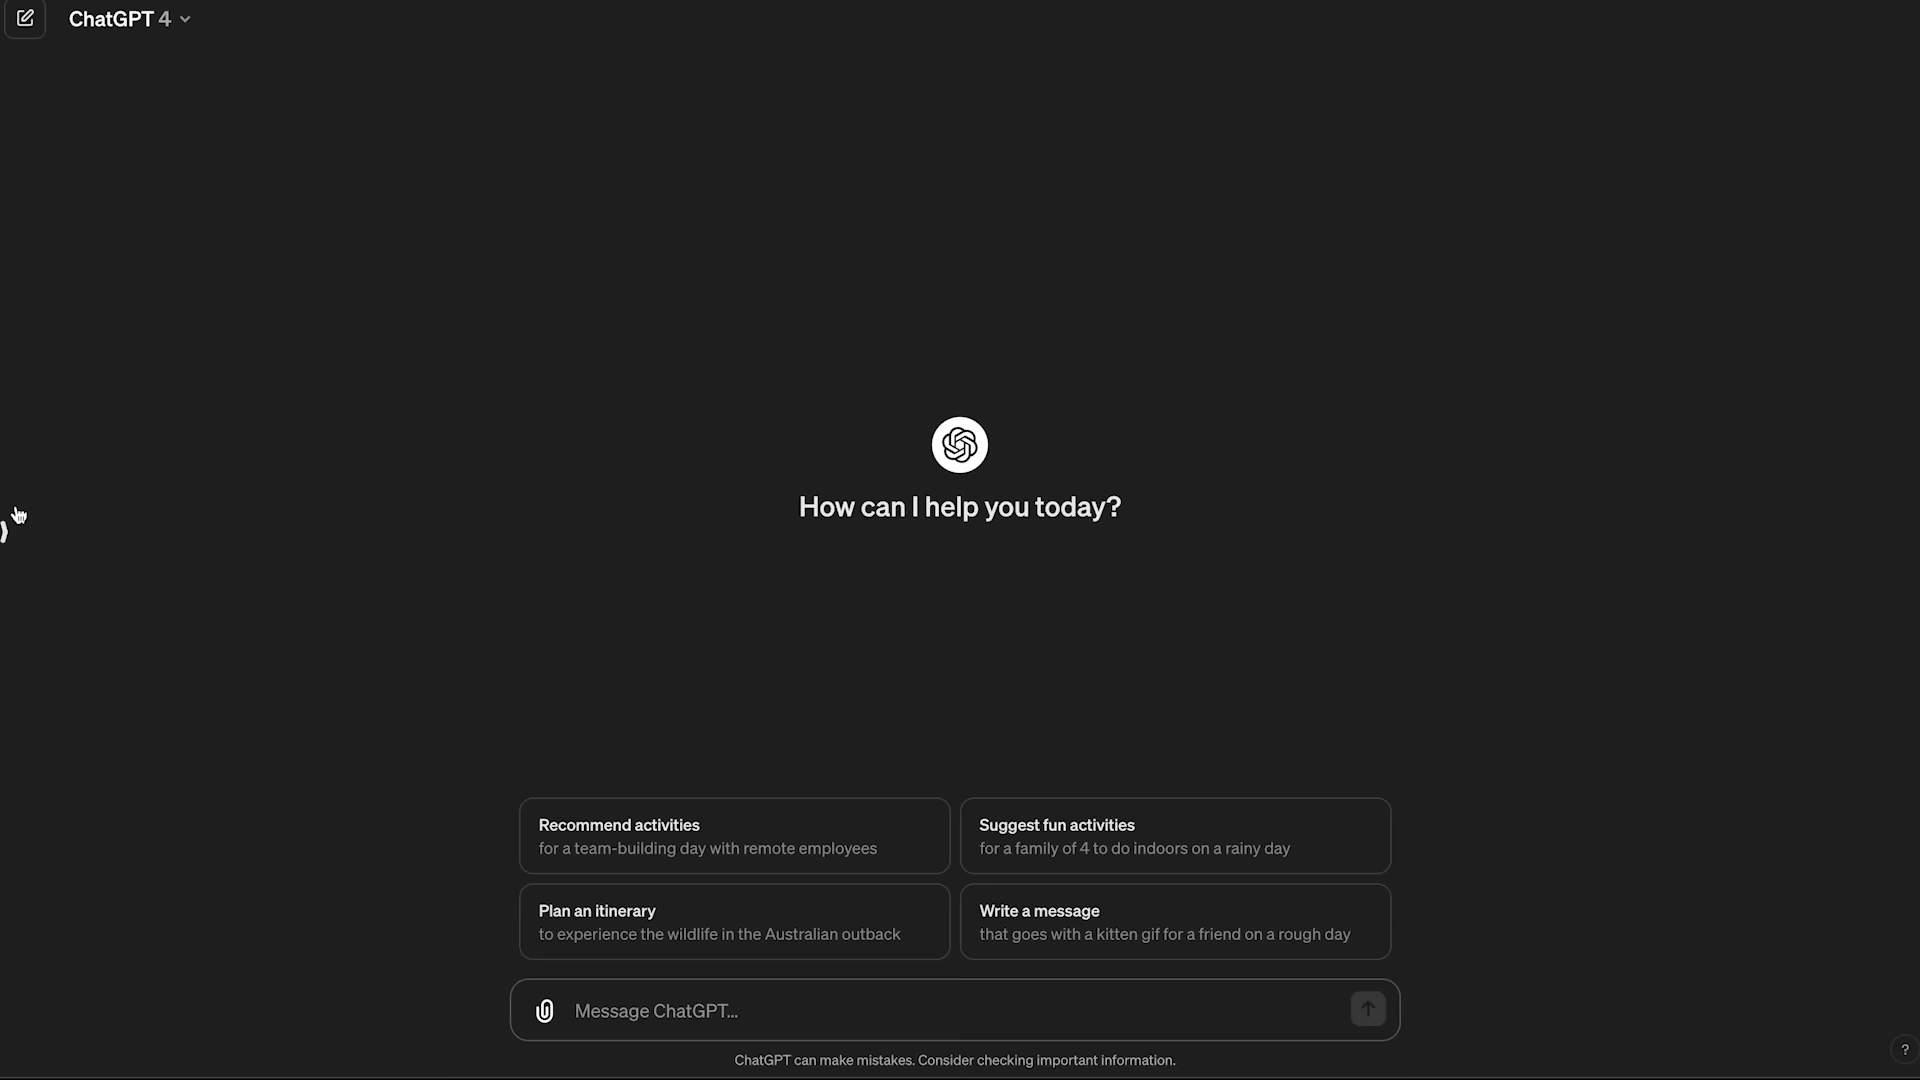 ChatGPT 4
How can I help you today?
Recommend activities
for a team-building day with remote employees
Suggest fun activities
for a family of 4 to do indoors on a rainy day
Plan an itinerary
to experience the wildlife in the Australian outback
Write a message
that goes with a kitten gif for a friend on a rough day
Message ChatGPT...
ChatGPT can make mistakes. Consider checking important information.
?